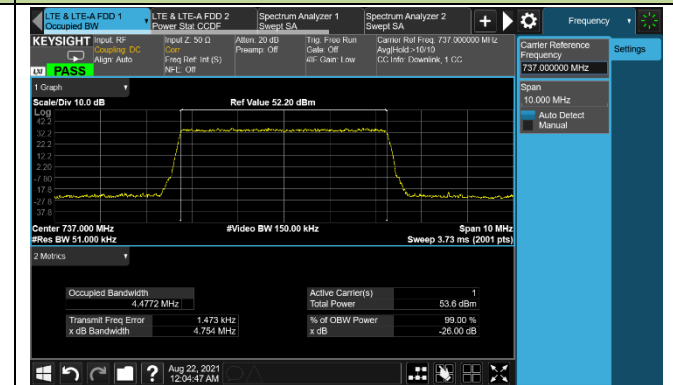 LTE & LTE-A FDD 1
Occupied BW
LTE & LTE-A FDD 2
Power Stat CCDF
Spectrum Analyzer 1
Swept SA
Spectrum Analyzer 2
Swept SA
Frequency
KEYSIGHT
Input: RF
Coupling: DC
Align: Auto
Input Z: 50 Ω
Corr
Freq Ref: Int (S)
NFE: Off
Atten: 20 dB
Preamp: Off
Trig: Free Run
Gate: Off
#IF Gain: Low
Carrier Ref Freq: 737.000000 MHz
Avg|Hold:>10/10
CC Info: Downlink, 1 CC
LXI PASS
Carrier Reference
Frequency
737.000000 MHz
Settings
Span
10.000 MHz
Auto Detect
Manual
1 Graph
Scale/Div 10.0 dB
Ref Value 52.20 dBm
Log
42.2
32.2
22.2
12.2
2.20
-7.80
-17.8
-27.8
-37.8
Center 737.000 MHz
#Video BW 150.00 kHz
Span 10 MHz
#Res BW 51.000 kHz
Sweep 3.73 ms (2001 pts)
2 Metrics
Occupied Bandwidth
4.4772 MHz
Active Carrier(s) 1
Total Power 53.6 dBm
Transmit Freq Error 1.473 kHz
% of OBW Power 99.00 %
x dB Bandwidth 4.754 MHz
x dB -26.00 dB
?
Aug 22, 2021
12:04:47 AM